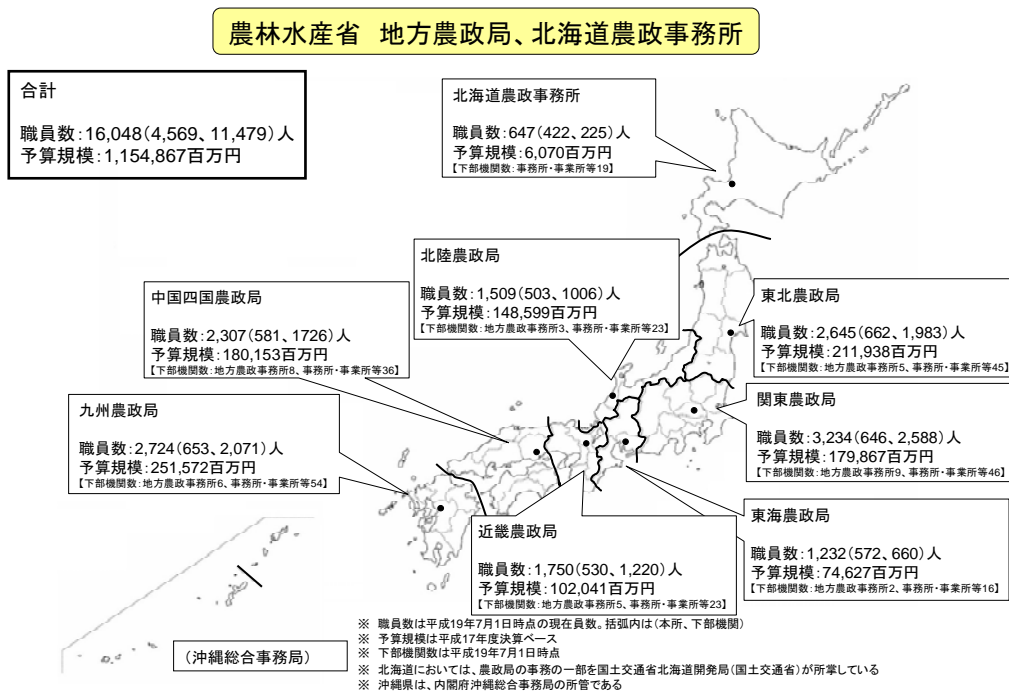 農林水産省 地方農政局、北海道農政事務所
合計
職員数:16,048(4,569、11,479)人
予算規模:1,154,867百万円
北海道農政事務所
職員数:647(422、225)人
予算規模:6,070百万円
【下部機関数:事務所・事業所等19】
北陸農政局
職員数:1,509(503、1006)人
予算規模:148,599百万円
【下部機関数:地方農政事務所3、事務所・事業所等23】
中国四国農政局
職員数:2,307(581、1726)人
予算規模:180,153百万円
【下部機関数:地方農政事務所8、事務所・事業所等36】
東北農政局
職員数:2,645(662、1,983)人
予算規模:211,938百万円
【下部機関数:地方農政事務所5、事務所・事業所等45】
九州農政局
職員数:2,724(653、2,071)人
予算規模:251,572百万円
【下部機関数:地方農政事務所6、事務所・事業所等54】
関東農政局
職員数:3,234(646、2,588)人
予算規模:179,867百万円
【下部機関数:地方農政事務所9、事務所・事業所等46】
近畿農政局
職員数:1,750(530、1,220)人
予算規模:102,041百万円
【下部機関数:地方農政事務所5、事務所・事業所等23】
東海農政局
職員数:1,232(572、660)人
予算規模:74,627百万円
【下部機関数:地方農政事務所2、事務所・事業所等16】
(沖縄総合事務局)
※ 職員数は平成19年7月1日時点の現在員数。括弧内は(本所、下部機関)
※ 予算規模は平成17年度決算ベース
※ 下部機関数は平成19年7月1日時点
※ 北海道においては、農政局の事務の一部を国土交通省北海道開発局(国土交通省)が所掌している
※ 沖縄県は、内閣府沖縄総合事務局の所管である